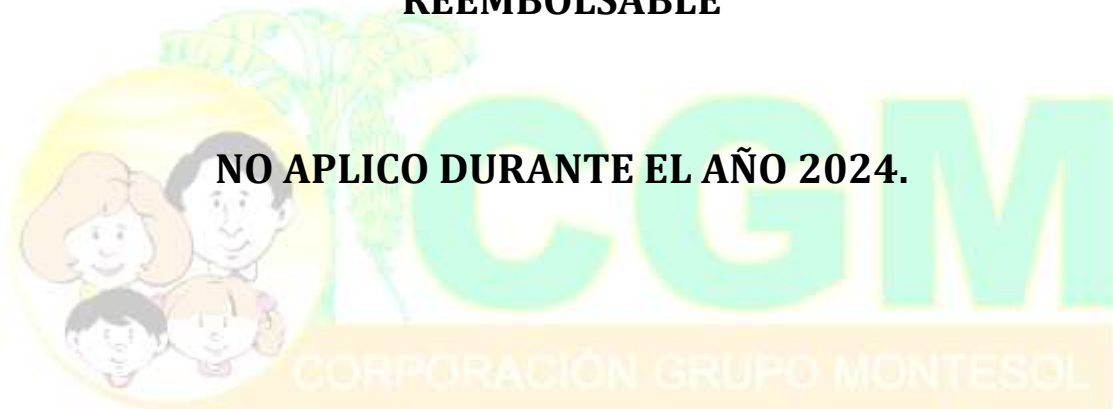 REEMBOLSABLE
NO APLICO DURANTE EL AÑO 2024.
CGM
CORPORACIÓN GRUPO MONTESOL